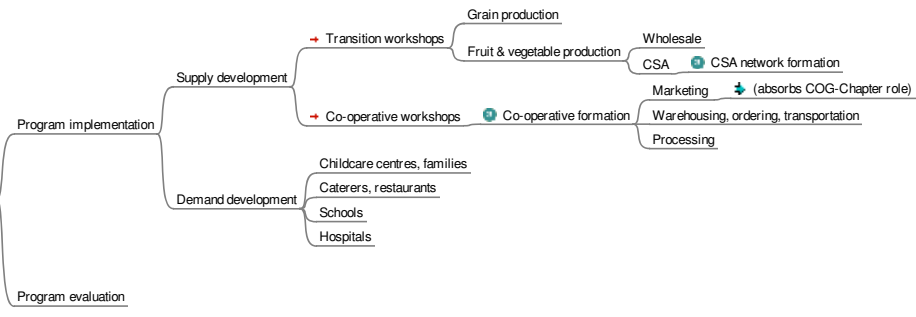 Grain production
Transition workshops
Fruit & vegetable production
Wholesale
CSA
CSA network formation
Supply development
Marketing
(absorbs COG-Chapter role)
Co-operative workshops
Co-operative formation
Warehousing, ordering, transportation
Program implementation
Processing
Childcare centres, families
Caterers, restaurants
Demand development
Schools
Hospitals
Program evaluation